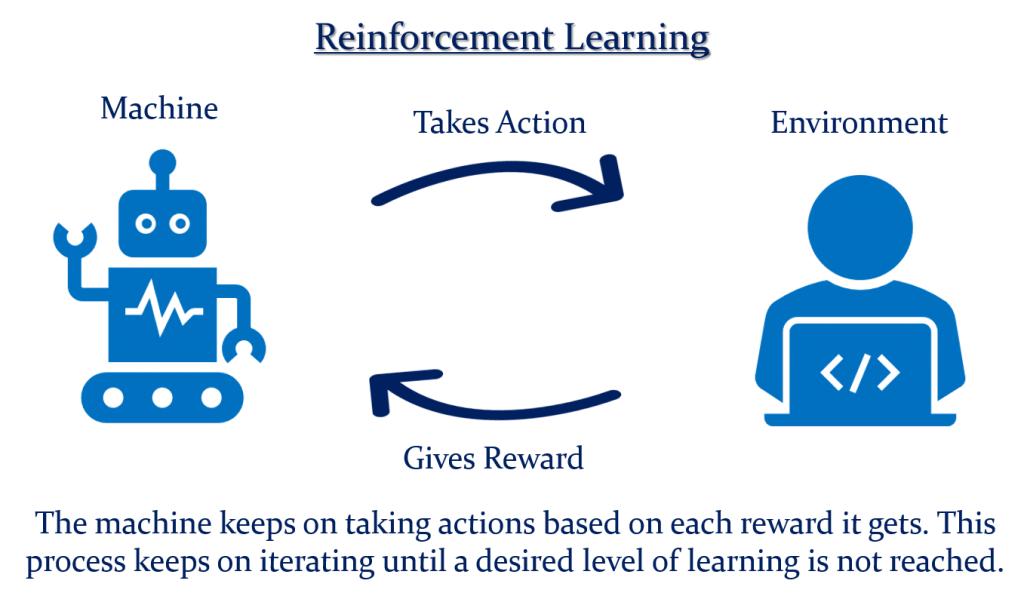 Reinforcement Learning
Machine
Takes Action
Environment
</>
Gives Reward
The machine keeps on taking actions based on each reward it gets. This
process keeps on iterating until a desired level of learning is not reached.